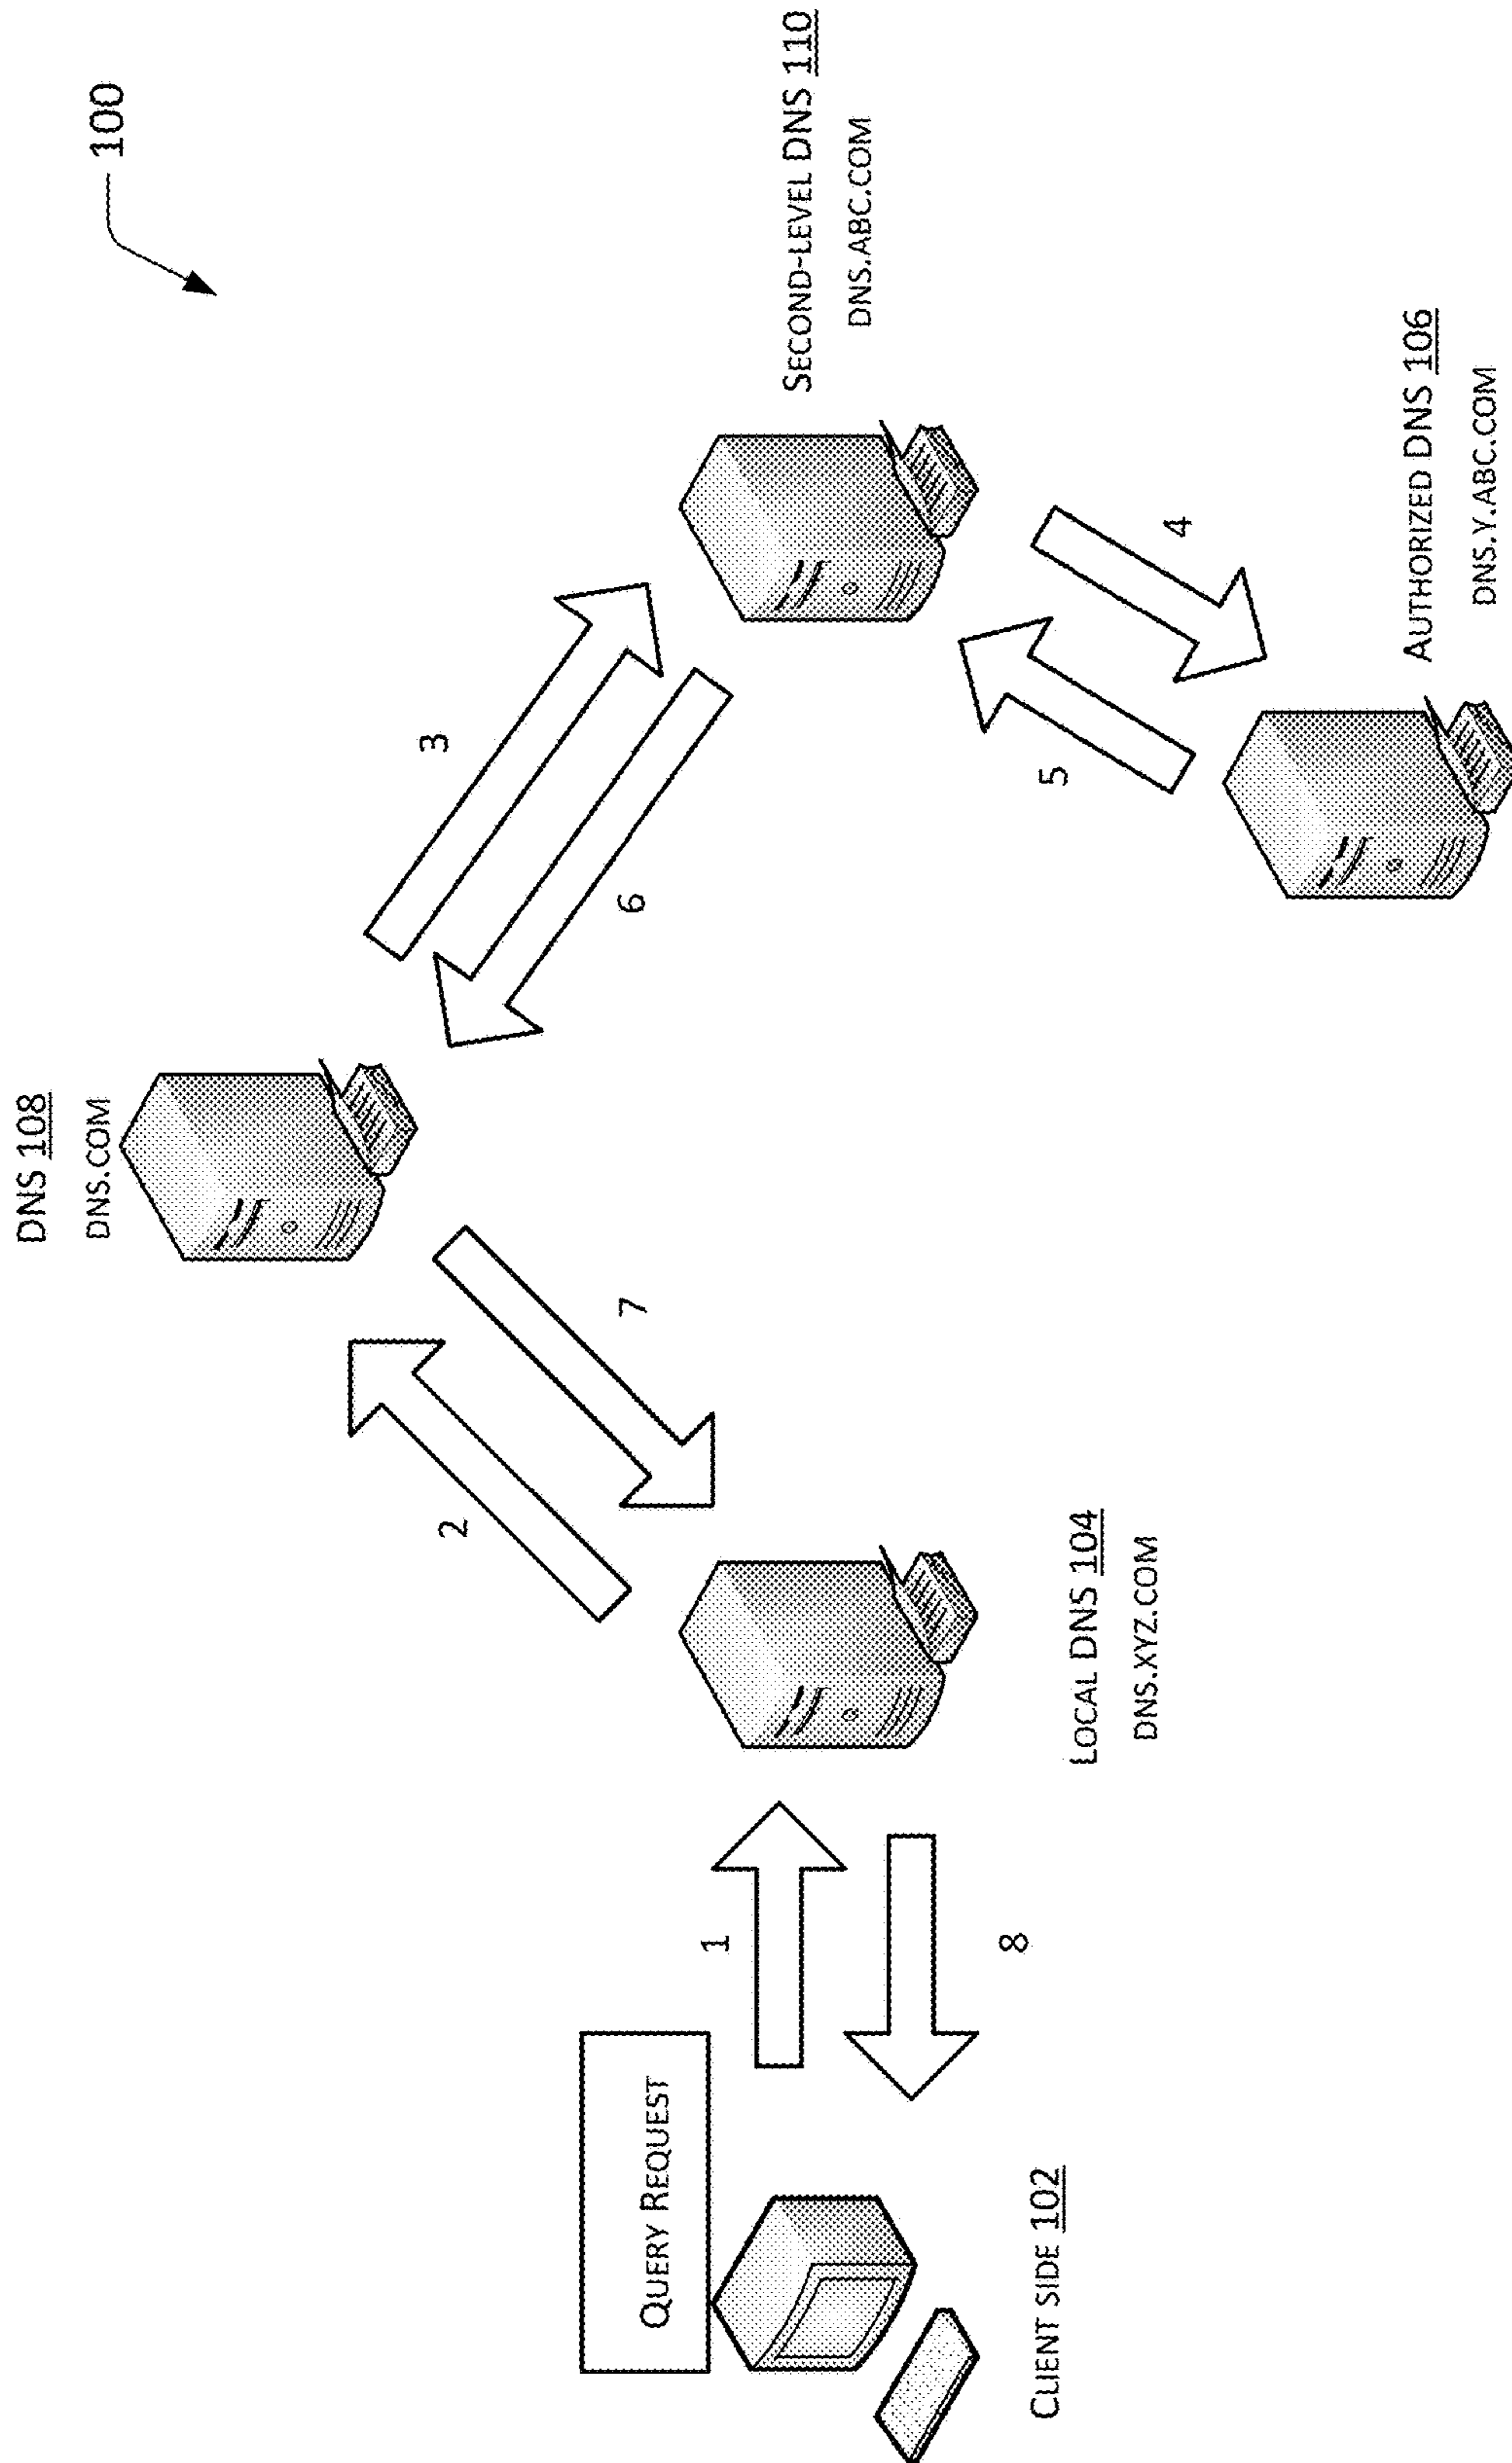 100
DNS 108
DNS.COM
3
6
2
7
SECOND-LEVEL DNS 110
DNS.ABC.COM
QUERY REQUEST
1
8
LOCAL DNS 104
DNS.XYZ.COM
5
4
CLIENT SIDE 102
AUTHORIZED DNS 106
DNS.Y.ABC.COM